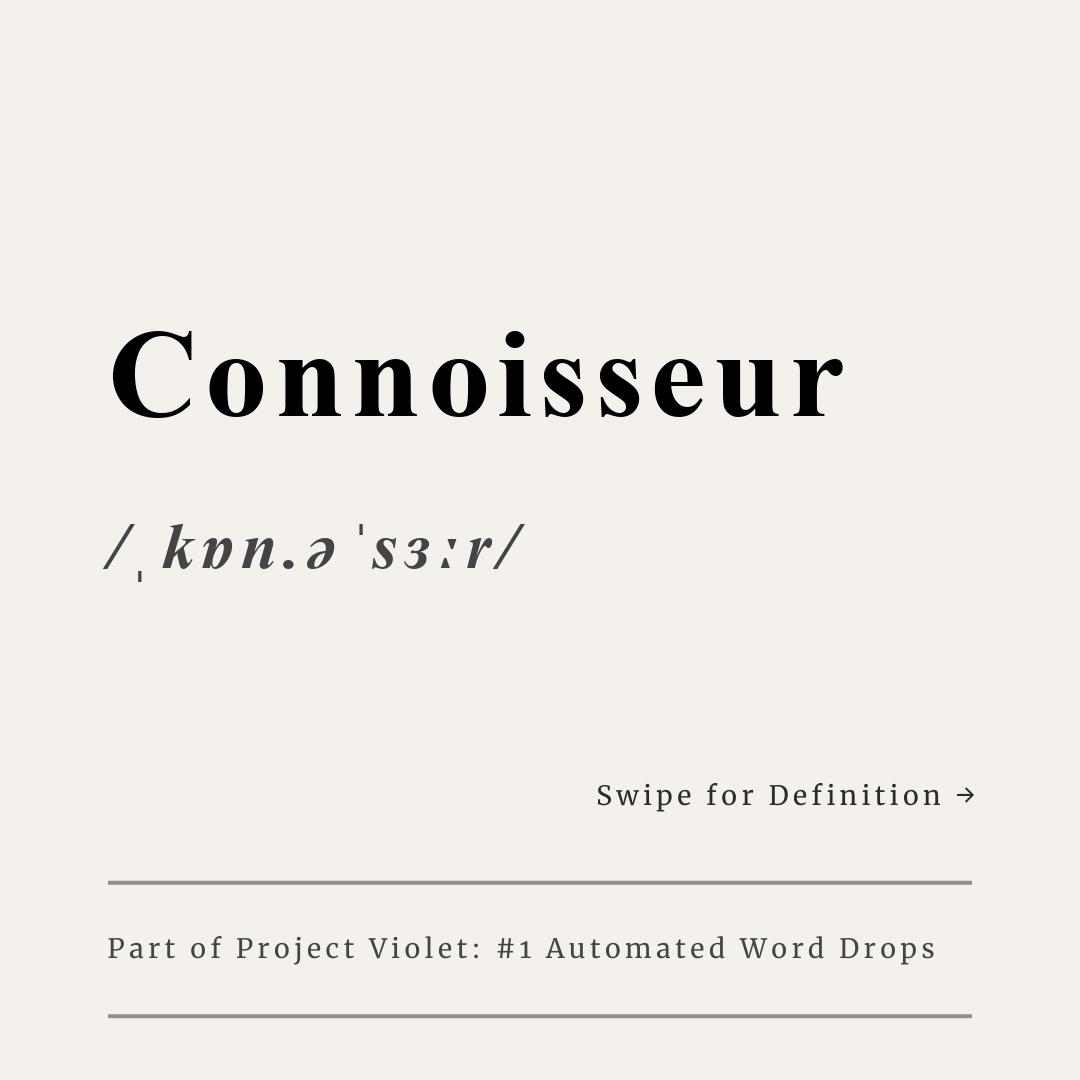 Connoisseur
/ˌkɒn.əˈsɜːr/
Swipe for Definition →
Part of Project Violet: #1 Automated Word Drops